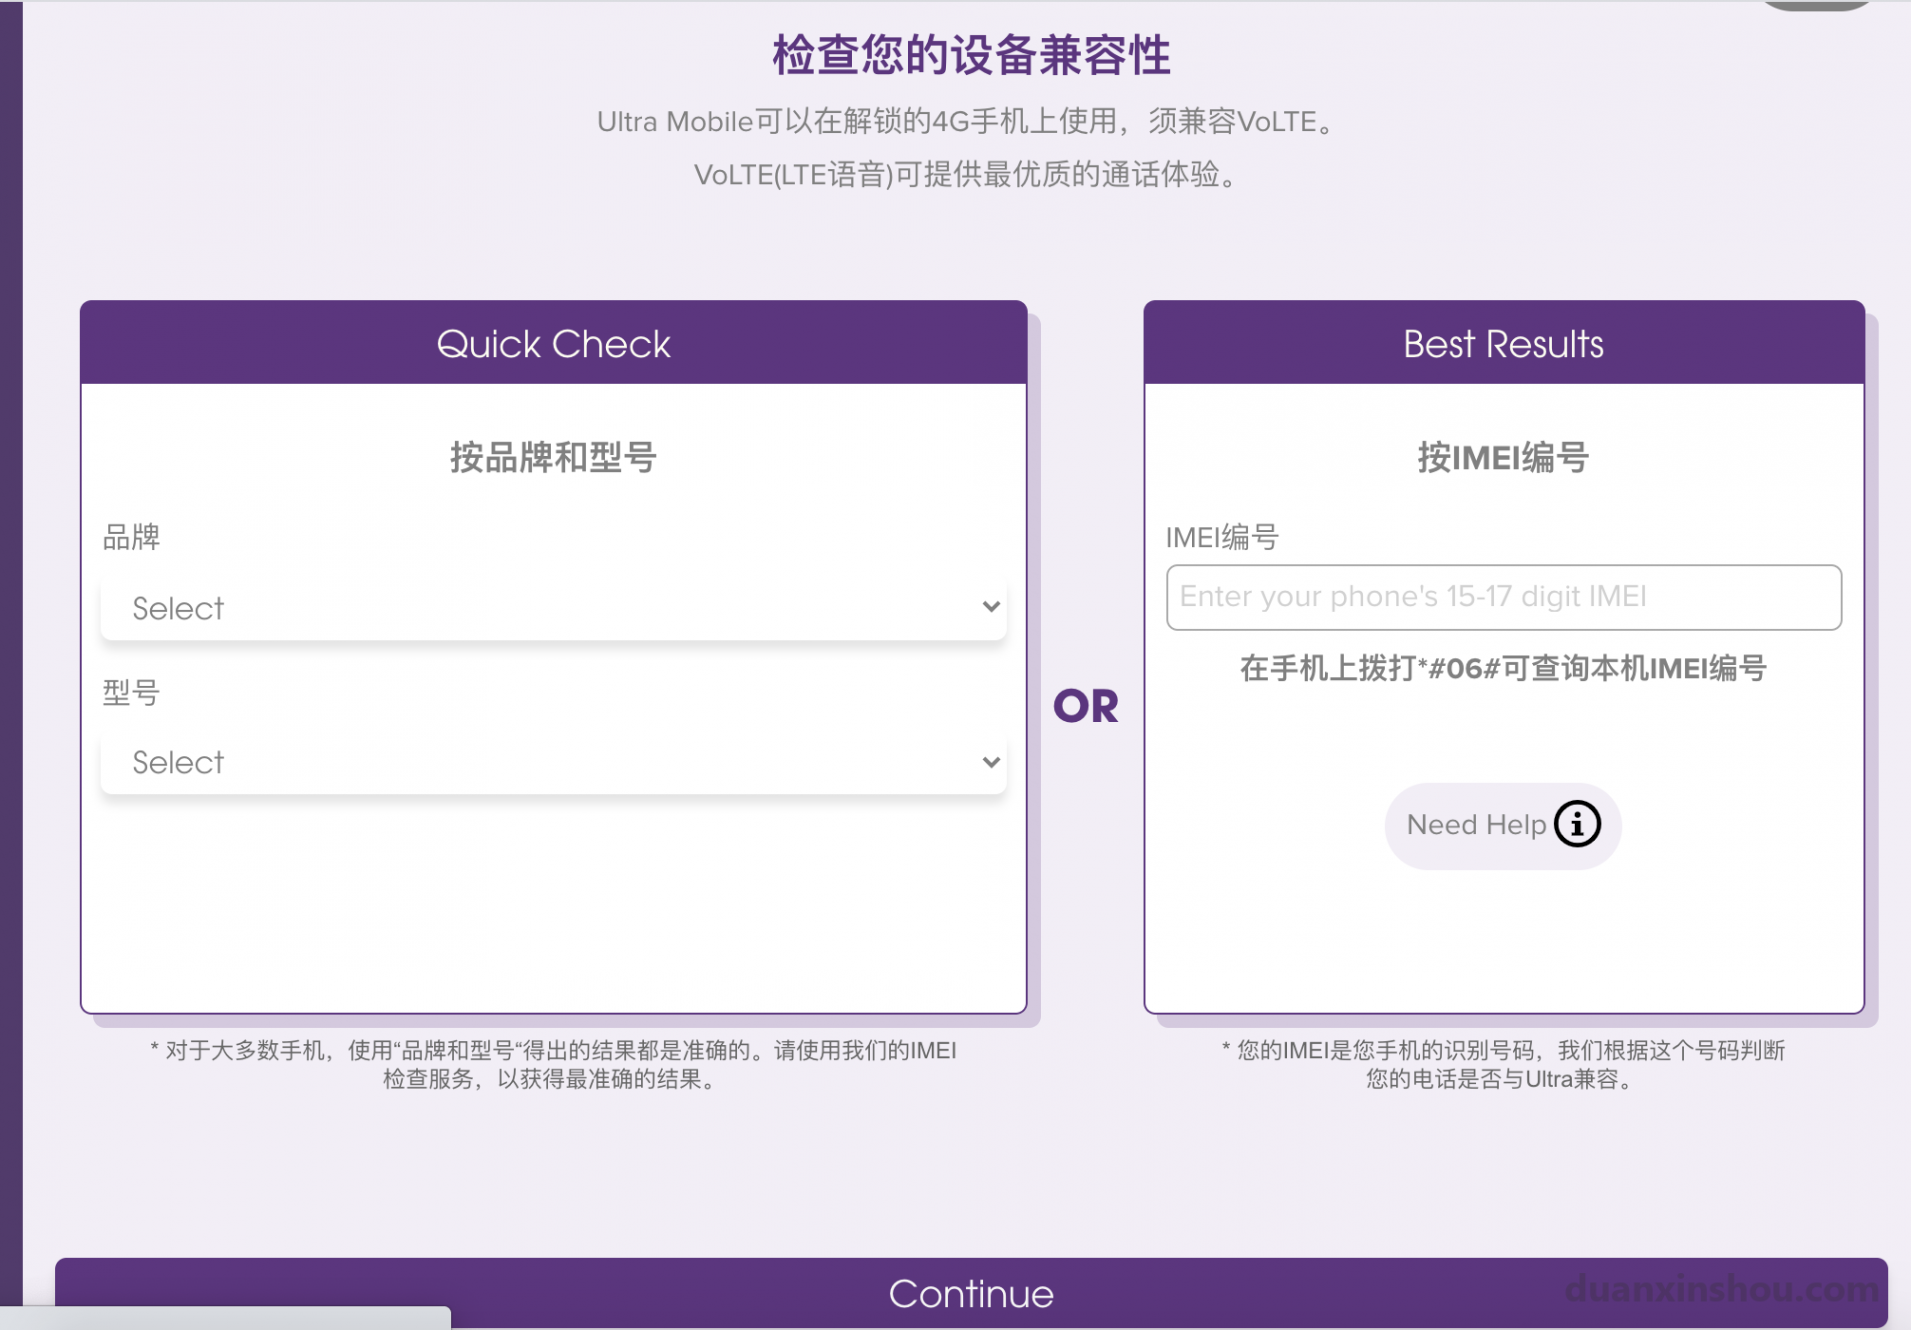 检查您的设备兼容性
Ultra Mobile可以在解锁的4G手机上使用，须兼容VoLTE。
VoLTE(LTE语音)可提供最优质的通话体验。
Quick Check
按品牌和型号
品牌
Select
型号
Select
* 对于大多数手机，使用“品牌和型号“得出的结果都是准确的。请使用我们的IMEI
检查服务，以获得最准确的结果。
OR
Best Results
按IMEI编号
IMEI编号
Enter your phone's 15-17 digit IMEI
在手机上拨打*#06#可查询本机IMEI编号
Need Help
* 您的IMEI是您手机的识别号码，我们根据这个号码判断
您的电话是否与Ultra兼容。
Continue
duanxinshou.com